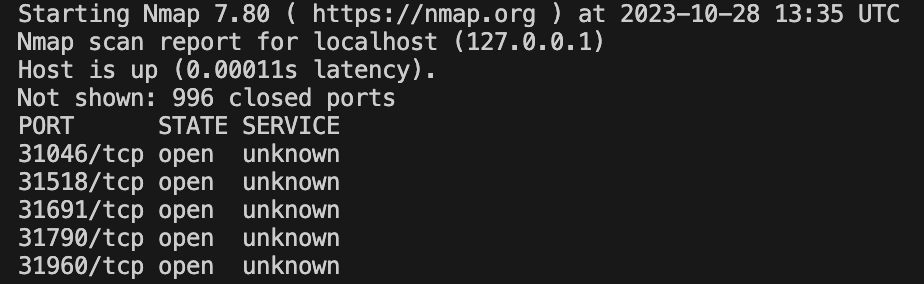 Starting Nmap 7.80 ( https://nmap.org ) at 2023-10-28 13:35 UTC
Nmap scan report for localhost (127.0.0.1)
Host is up (0.00011s latency).
Not shown: 996 closed ports
PORT      STATE SERVICE
31046/tcp open  unknown
31518/tcp open  unknown
31691/tcp open  unknown
31790/tcp open  unknown
31960/tcp open  unknown